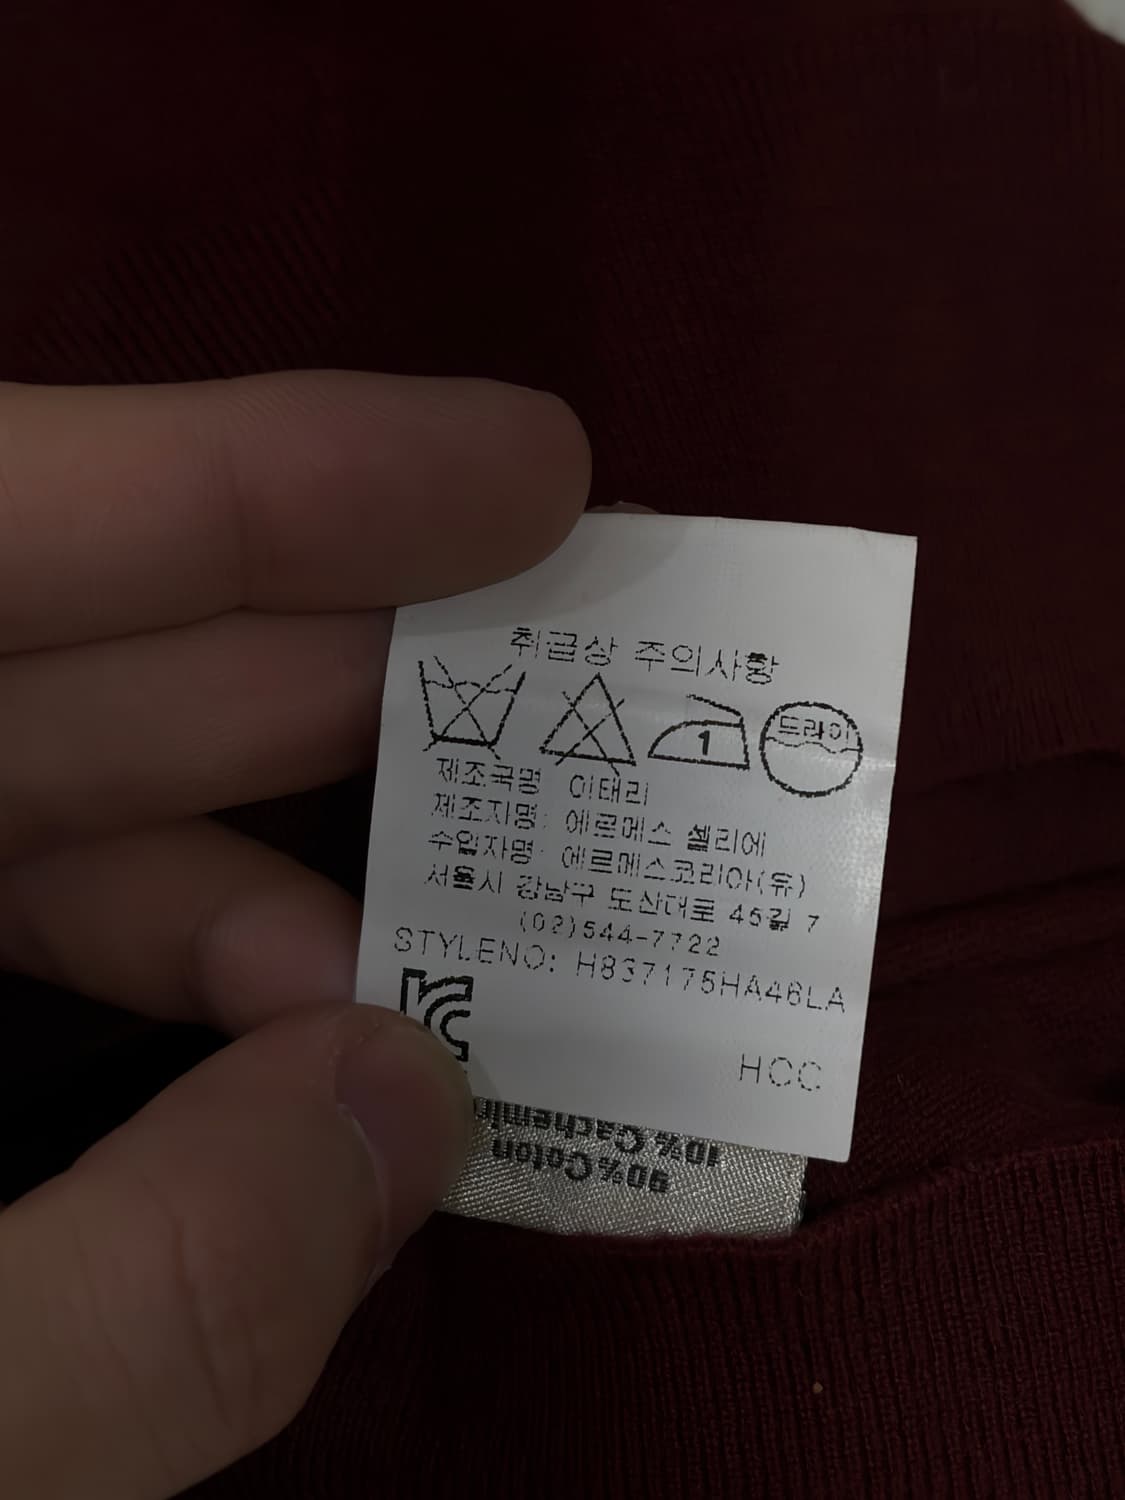 취급상 주의사항
1
드라이
제조국명 이태리
제조자명: 에르메스 셀리에
수입자명: 에르메스코리아(유)
서울시 강남구 도산대로 45길 7
(02)544-7722
STYLENO: H837175HA46LA
HCC
90% Coton
10% Cachemir